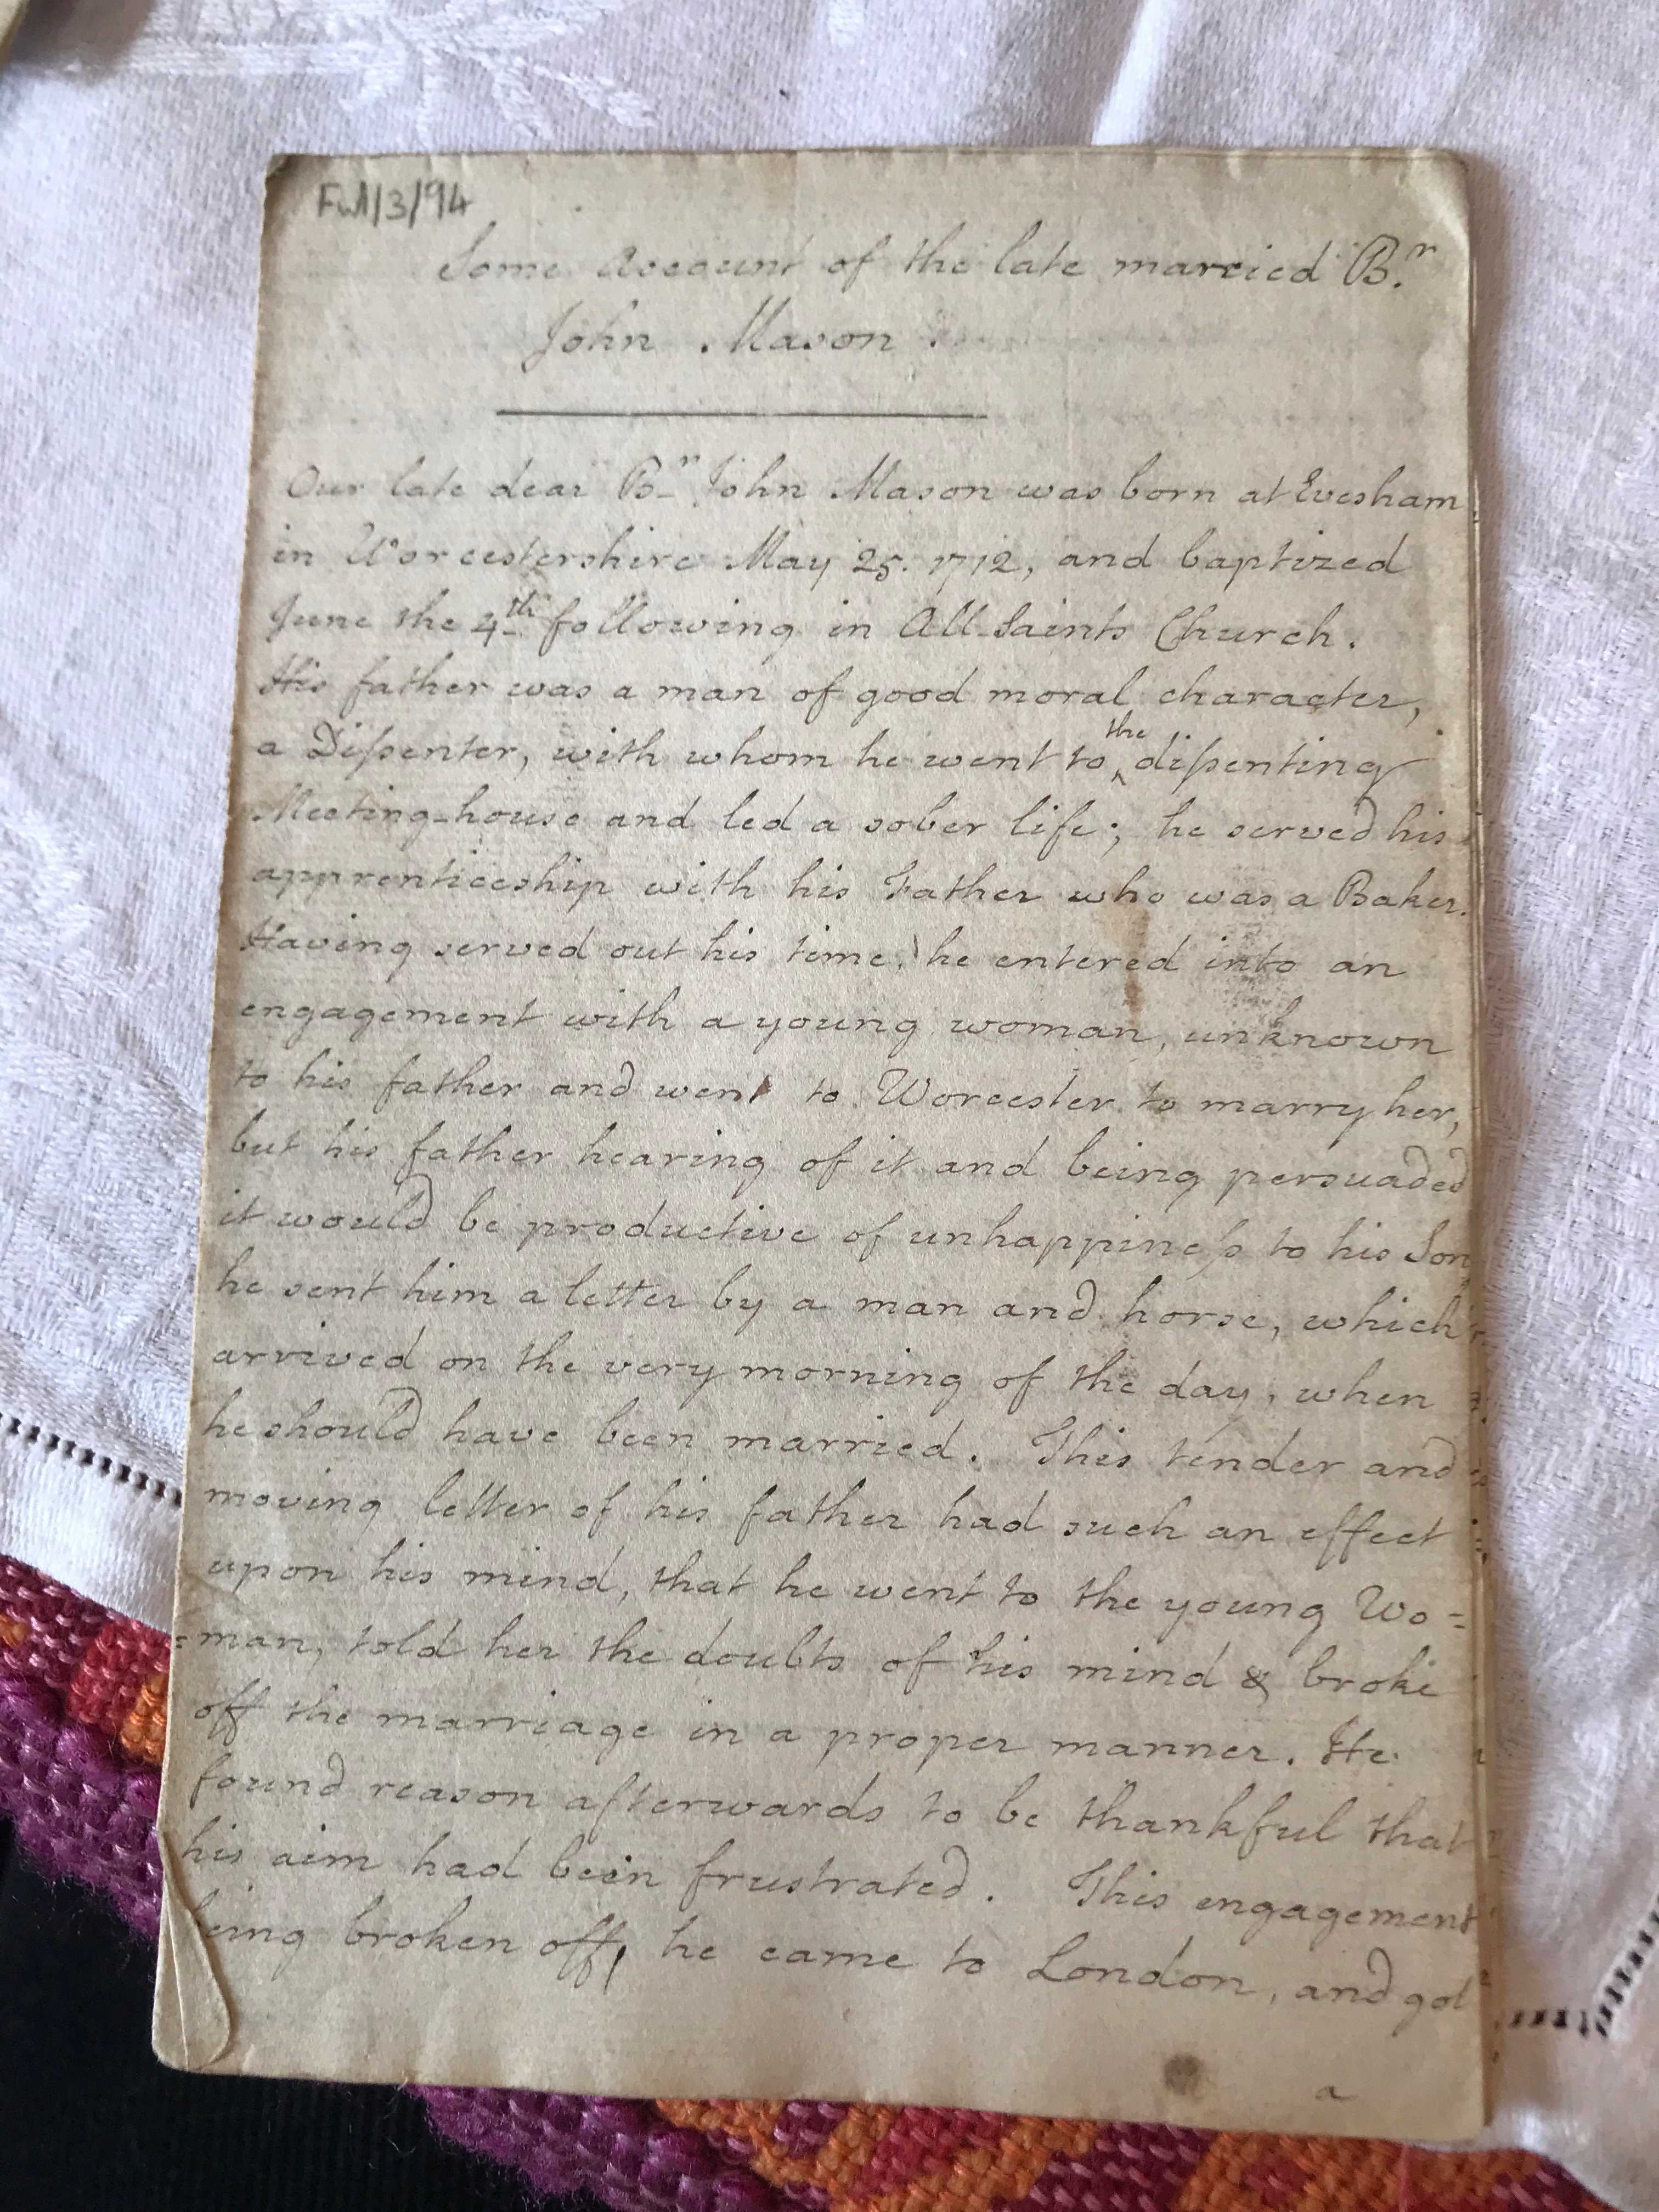 Ful/3/94
Some Account of the late married Br.
John Mason
Our late dear Br. John Mason was born at Evesham
in Worcestershire May 25. 1712, and baptized
June the 4th following in All-Saints Church.
His father was a man of good moral character,
a Dißenter, with whom he went to the dißenting
Meeting-house and led a sober life; he served his
apprenticeship with his Father who was a Baker.
Having served out his time, he entered into an
engagement with a young woman, unknown
to his father and went to Worcester to marry her,
but his father hearing of it and being persuaded
it would be productive of unhappineß to his Son
he sent him a letter by a man and horse, which
arrived on the very morning of the day, when
he should have been married. This tender and
moving letter of his father had such an effect
upon his mind, that he went to the young Wo=
=man, told her the doubts of his mind & broke
off the marriage in a proper manner. He
found reason afterwards to be thankful that
his aim had been frustrated. This engagement
being broken off, he came to London, and got
a